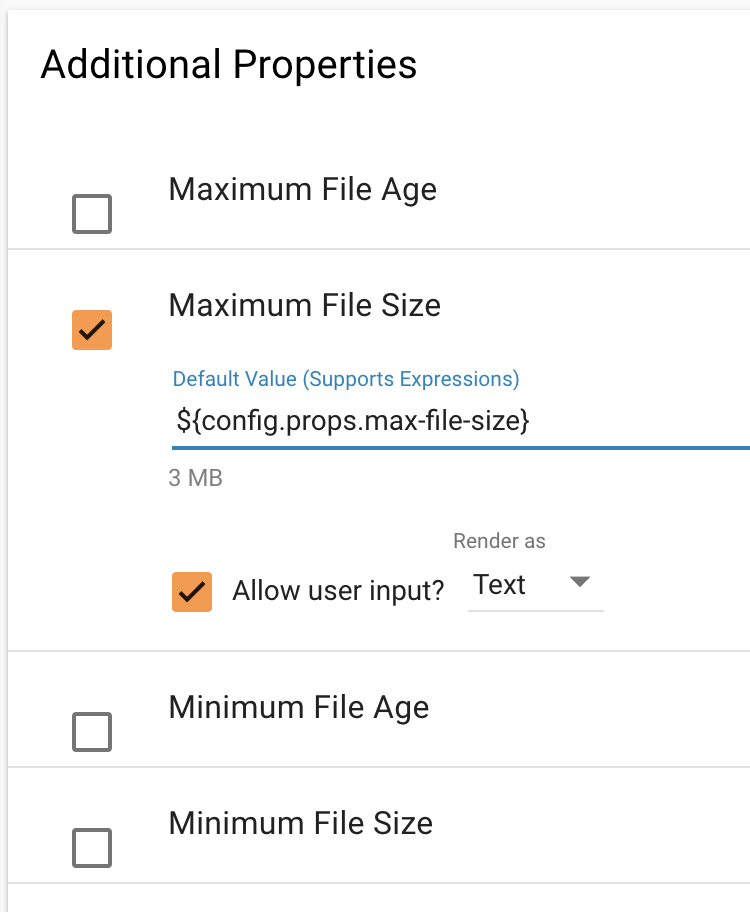 Additional Properties
Maximum File Age
Maximum File Size
Default Value (Supports Expressions)
${config.props.max-file-size}
3 MB
Render as
Allow user input? Text
Minimum File Age
Minimum File Size